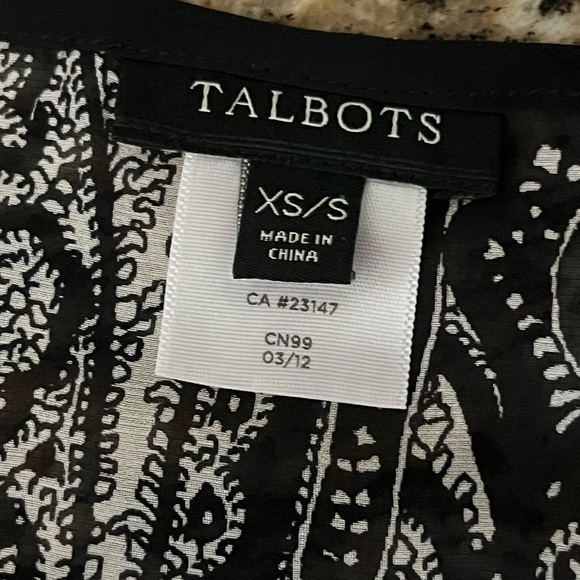 TALBOTS
XS/S
MADE IN
CHINA
CA #23147
CN99
03/12